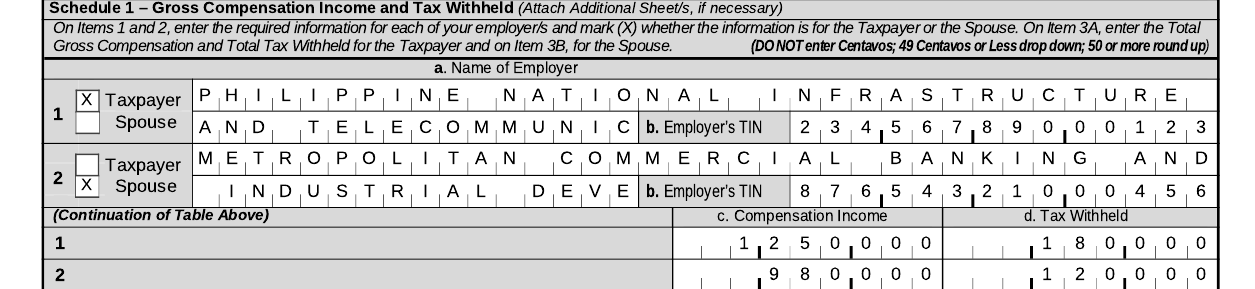 Schedule 1 – Gross Compensation Income and Tax Withheld (Attach Additional Sheet/s, if necessary)
On Items 1 and 2, enter the required information for each of your employer/s and mark (X) whether the information is for the Taxpayer or the Spouse. On Item 3A, enter the Total
Gross Compensation and Total Tax Withheld for the Taxpayer and on Item 3B, for the Spouse. (DO NOT enter Centavos; 49 Centavos or Less drop down; 50 or more round up)
a. Name of Employer
1 X Taxpayer PHILIPPINE NATIONAL INFRASTRUCTURE
Spouse AND TELECOMMUNIC b. Employer's TIN 23456789000123
2 Taxpayer METROPOLITAN COMMERCIAL BANKING AND
X Spouse INDUSTRIAL DEVE b. Employer's TIN 87654321000456
(Continuation of Table Above) c. Compensation Income d. Tax Withheld
1 1250000 180000
2 980000 120000